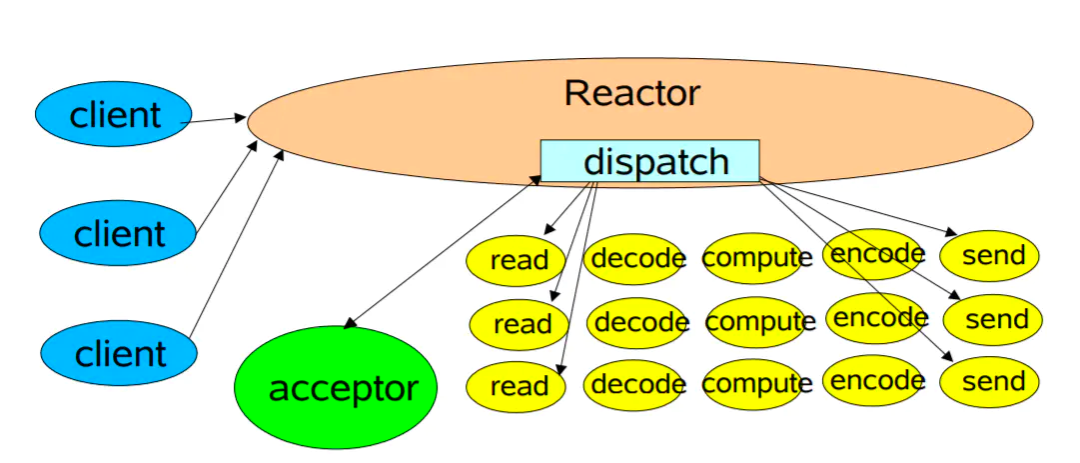 Reactor
client
dispatch
client
read decode compute encode send
read decode compute encode send
client
acceptor
read decode compute encode send